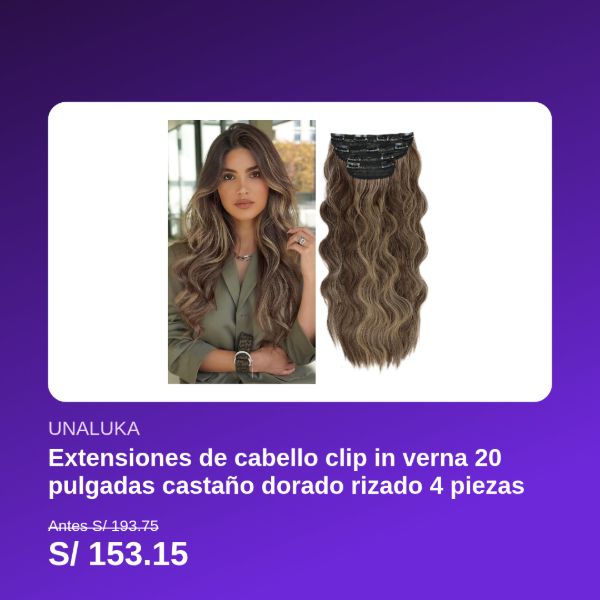 UNALUKA
Extensiones de cabello clip in verna 20
pulgadas castaño dorado rizado 4 piezas
Antes S/ 193.75
S/ 153.15